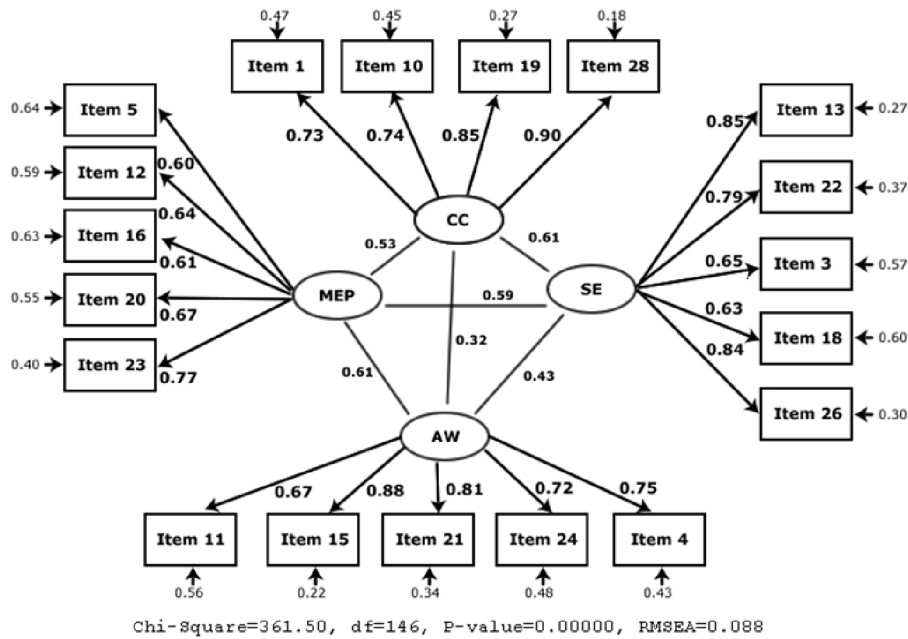 0.47 0.45 0.27 0.18
Item 1 Item 10 Item 19 Item 28
0.73 0.74 0.85 0.90
0.64 Item 5 0.60
0.59 Item 12 0.64
0.63 Item 16 0.61
0.55 Item 20 0.67
0.40 Item 23 0.77
0.85 Item 13 0.27
0.79 Item 22 0.37
0.65 Item 3 0.57
0.63 Item 18 0.60
0.84 Item 26 0.30
CC
0.53 0.61
MEP 0.59 SE
0.32
0.61 0.43
AW
0.67 0.88 0.81 0.72 0.75
Item 11 Item 15 Item 21 Item 24 Item 4
0.56 0.22 0.34 0.48 0.43
Chi-Square=361.50, df=146, P-value=0.00000, RMSEA=0.088